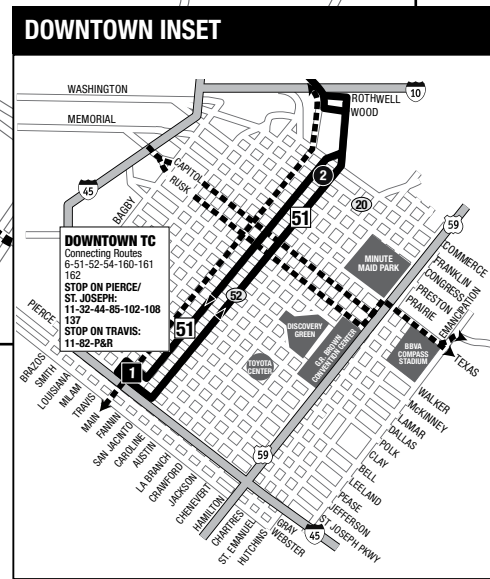 DOWNTOWN INSET
WASHINGTON
MEMORIAL
ROTHWELL
WOOD
10
45
CAPITOL
RUSK
BAGBY
2
51
20
59
COMMERCE
FRANKLIN
CONGRESS
PRESTON
PRAIRIE
EMANCIPATION
TEXAS
MINUTE
MAID PARK
DOWNTOWN TC
Connecting Routes
6-51-52-54-160-161
162
STOP ON PIERCE/
ST. JOSEPH:
11-32-44-85-102-108
137
STOP ON TRAVIS:
11-82-P&R
52
51
DISCOVERY
GREEN
G.R. BROWN
CONVENTION CENTER
TOYOTA
CENTER
BBVA
COMPASS
STADIUM
1
PIERCE
BRAZOS
SMITH
LOUISIANA
MILAM
TRAVIS
MAIN
FANNIN
SAN JACINTO
CAROLINE
AUSTIN
LA BRANCH
CRAWFORD
JACKSON
CHENEVERT
HAMILTON
59
CHARTRES
ST. EMANUEL
HUTCHINS
GRAY
WEBSTER
45
WALKER
McKINNEY
LAMAR
DALLAS
POLK
CLAY
BELL
LEELAND
PEASE
JEFFERSON
ST JOSEPH PKWY